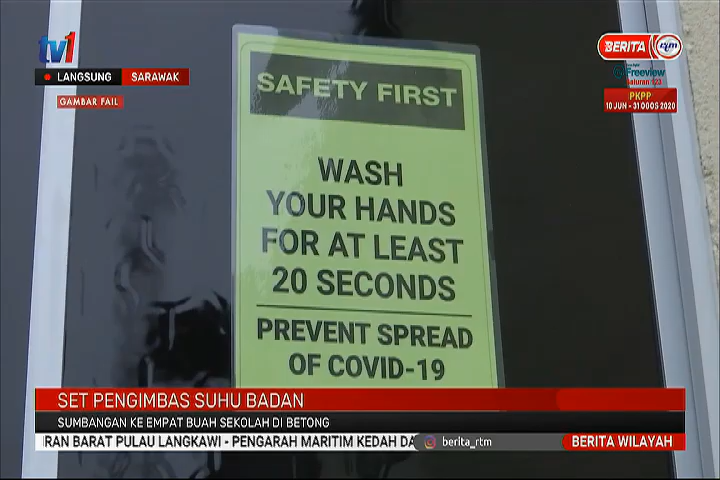 tv1
LANGSUNG SARAWAK
GAMBAR FAIL
BERITA rtm
Freeview
Saluran 123
PKPP
10 JUN - 31 OGOS 2020
SAFETY FIRST
WASH
YOUR HANDS
FOR AT LEAST
20 SECONDS
PREVENT SPREAD
OF COVID-19
SET PENGIMBAS SUHU BADAN
SUMBANGAN KE EMPAT BUAH SEKOLAH DI BETONG
IRAN BARAT PULAU LANGKAWI - PENGARAH MARITIM KEDAH DA
berita_rtm
BERITA WILAYAH